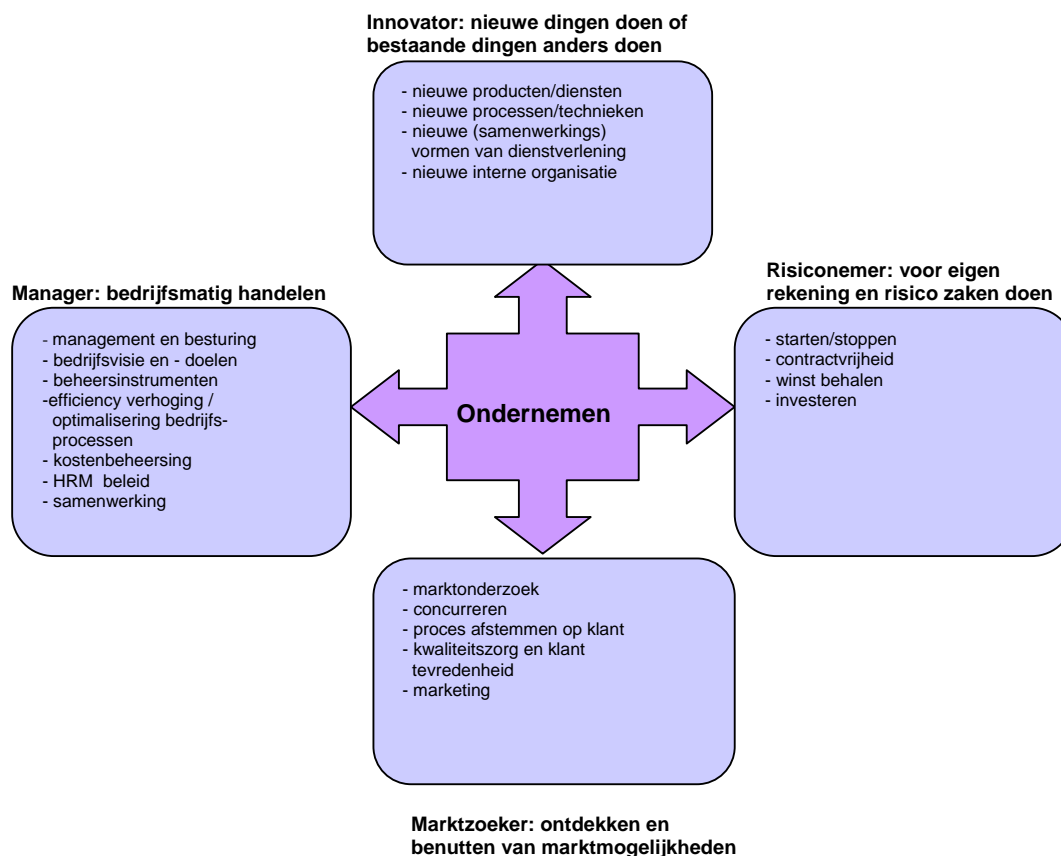 Innovator: nieuwe dingen doen of
bestaande dingen anders doen
- nieuwe producten/diensten
- nieuwe processen/technieken
- nieuwe (samenwerkings)
vormen van dienstverlening
- nieuwe interne organisatie
Manager: bedrijfsmatig handelen
- management en besturing
- bedrijfsvisie en - doelen
- beheersinstrumenten
-efficiency verhoging /
optimalisering bedrijfs-
processen
- kostenbeheersing
- HRM  beleid
- samenwerking
Ondernemen
Risiconemer: voor eigen
rekening en risico zaken doen
- starten/stoppen
- contractvrijheid
- winst behalen
- investeren
- marktonderzoek
- concurreren
- proces afstemmen op klant
- kwaliteitszorg en klant
tevredenheid
- marketing
Marktzoeker: ontdekken en
benutten van marktmogelijkheden